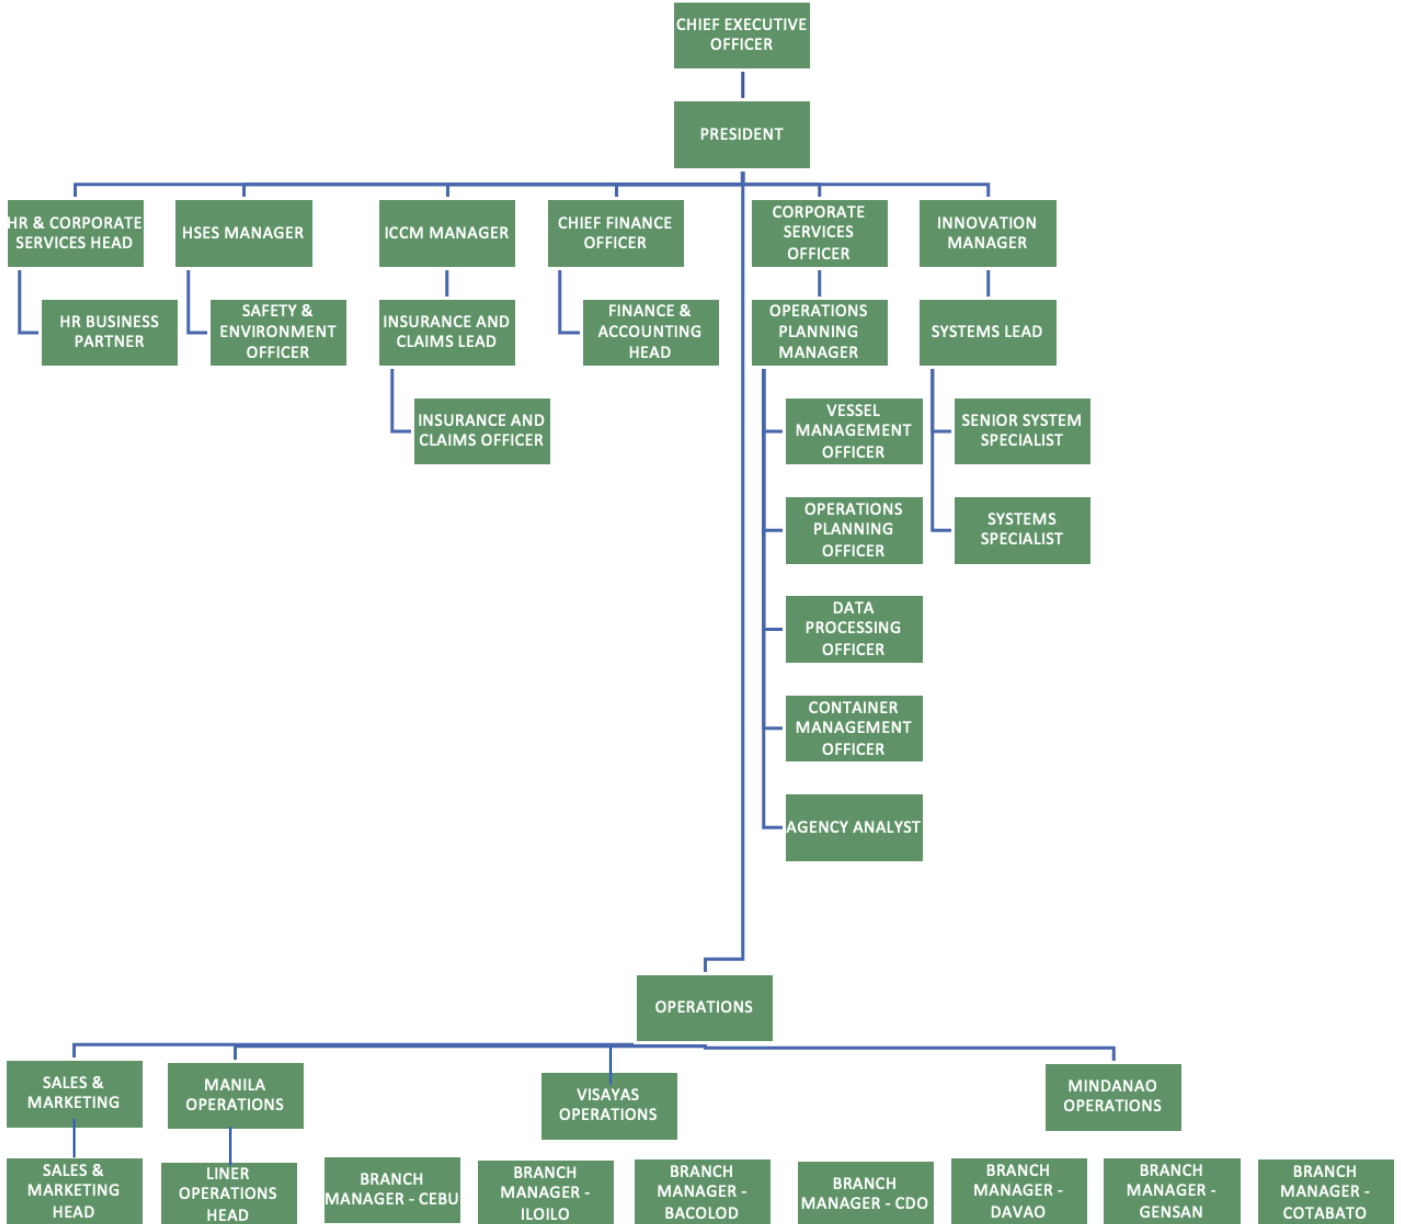 CHIEF EXECUTIVE
OFFICER
PRESIDENT
HR & CORPORATE
SERVICES HEAD
HSES MANAGER
ICCM MANAGER
CHIEF FINANCE
OFFICER
CORPORATE
SERVICES
OFFICER
INNOVATION
MANAGER
HR BUSINESS
PARTNER
SAFETY &
ENVIRONMENT
OFFICER
INSURANCE AND
CLAIMS LEAD
FINANCE &
ACCOUNTING
HEAD
OPERATIONS
PLANNING
MANAGER
SYSTEMS LEAD
INSURANCE AND
CLAIMS OFFICER
VESSEL
MANAGEMENT
OFFICER
SENIOR SYSTEM
SPECIALIST
OPERATIONS
PLANNING
OFFICER
SYSTEMS
SPECIALIST
DATA
PROCESSING
OFFICER
CONTAINER
MANAGEMENT
OFFICER
AGENCY ANALYST
OPERATIONS
SALES &
MARKETING
MANILA
OPERATIONS
VISAYAS
OPERATIONS
MINDANAO
OPERATIONS
SALES &
MARKETING
HEAD
LINER
OPERATIONS
HEAD
BRANCH
MANAGER - CEBU
BRANCH
MANAGER -
ILOILO
BRANCH
MANAGER -
BACOLOD
BRANCH
MANAGER - CDO
BRANCH
MANAGER -
DAVAO
BRANCH
MANAGER -
GENSAN
BRANCH
MANAGER -
COTABATO